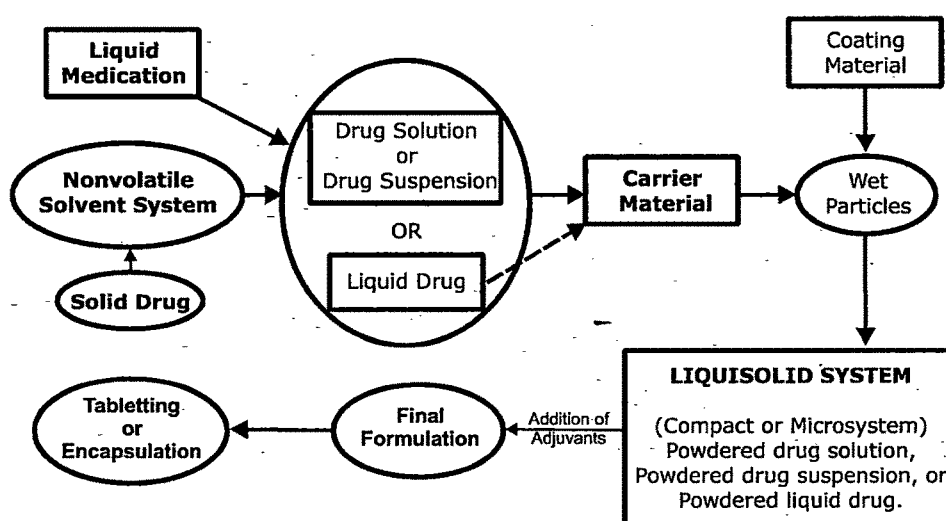 Liquid
Medication
Coating
Material
Drug Solution
or
Drug Suspension
OR
Liquid Drug
Nonvolatile
Solvent System
Solid Drug
Carrier
Material
Wet
Particles
LIQUISOLID SYSTEM
(Compact or Microsystem)
Powdered drug solution,
Powdered drug suspension, or
Powdered liquid drug.
Addition of
Adjuvants
Final
Formulation
Tabletting
or
Encapsulation